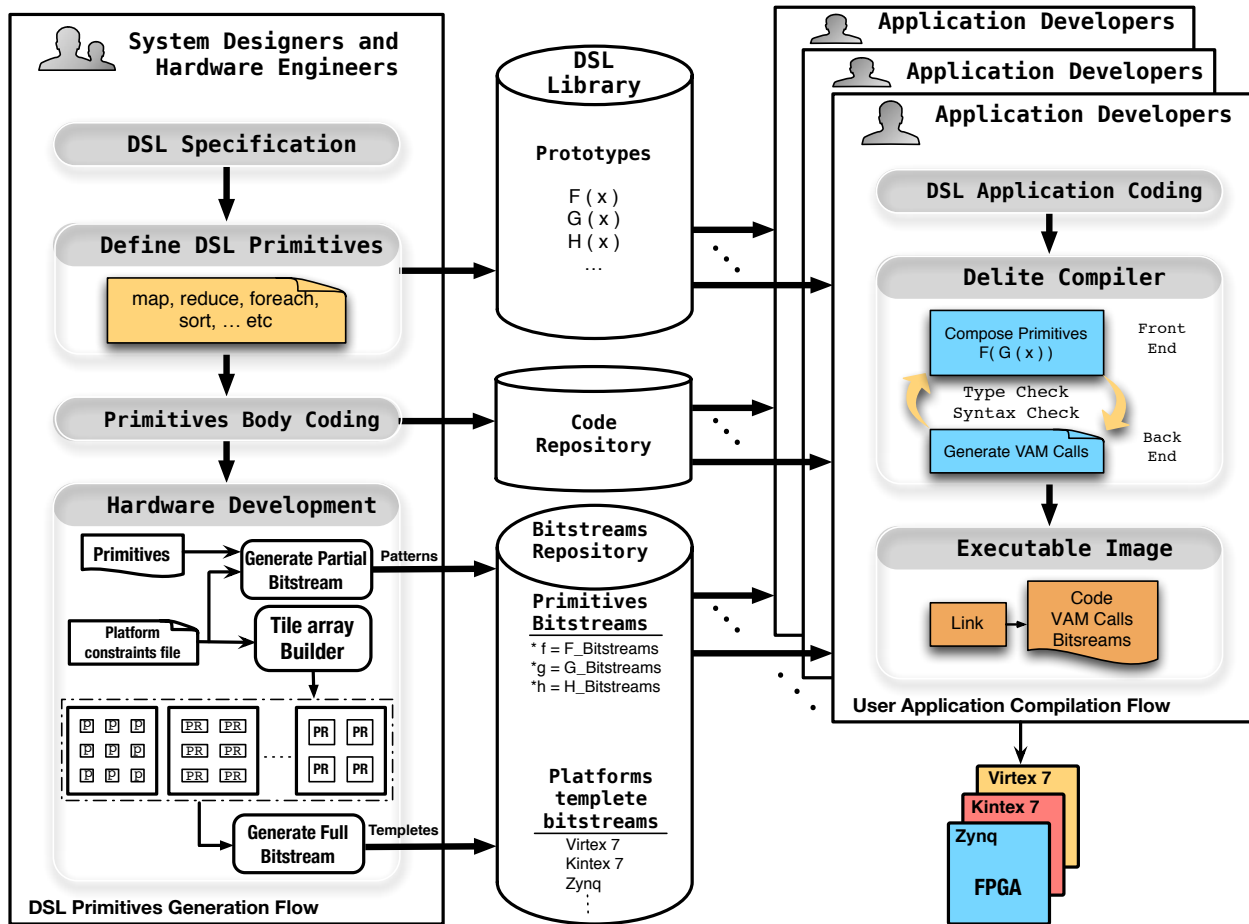 System Designers and
Hardware Engineers
DSL Specification
Define DSL Primitives
map, reduce, foreach,
sort, ... etc
Primitives Body Coding
Hardware Development
Primitives
Generate Partial
Bitstream
Patterns
Platform
constraints file
Tile array
Builder
P P P
P P P
P P P
PR PR
PR PR
PR PR
.....
PR PR
PR PR
Generate Full
Bitstream
Templetes
DSL Primitives Generation Flow
DSL
Library
Prototypes
F ( x )
G ( x )
H ( x )
...
Code
Repository
Bitstreams
Repository
Primitives
Bitstreams
* f = F_Bitstreams
*g = G_Bitstreams
*h = H_Bitstreams
Platforms
templete
bitstreams
Virtex 7
Kintex 7
Zynq
Application Developers
Application Developers
Application Developers
DSL Application Coding
Delite Compiler
Compose Primitives
F( G ( x ) )
Front
End
Type Check
Syntax Check
Generate VAM Calls
Back
End
Executable Image
Link
Code
VAM Calls
Bitsreams
User Application Compilation Flow
Virtex 7
Kintex 7
Zynq
FPGA